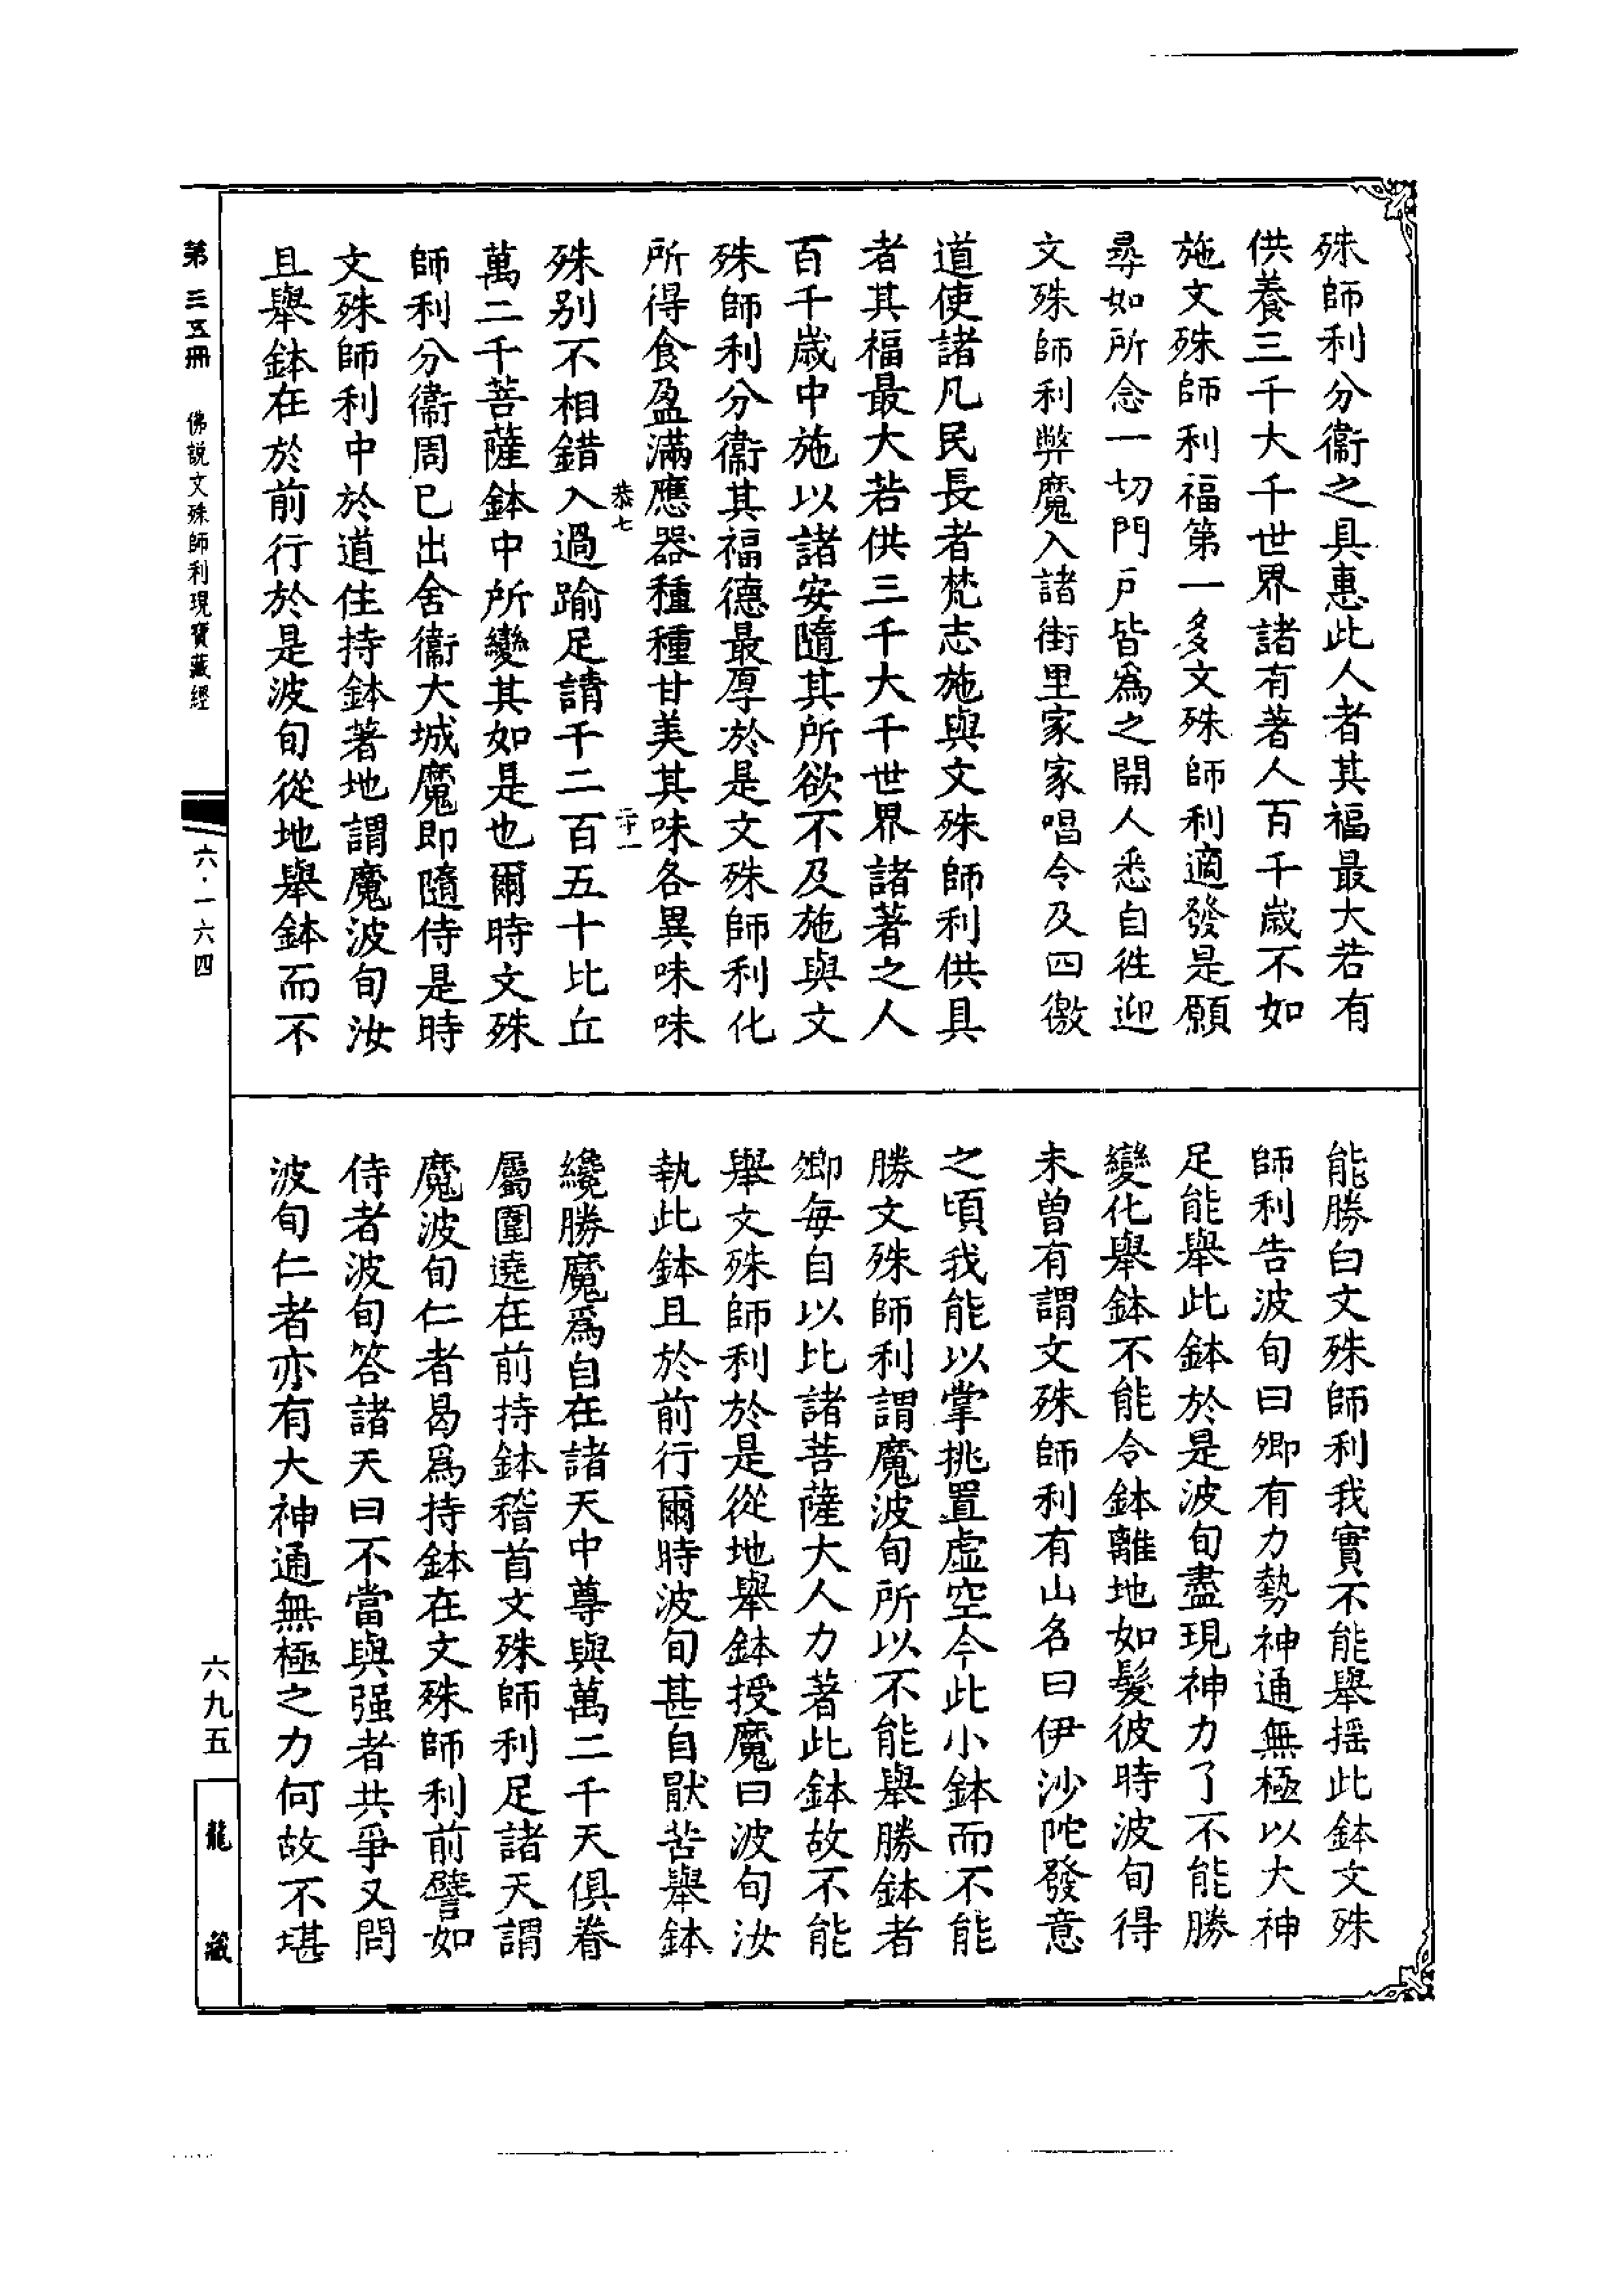 殊師利分衞之具惠此人者其福最大若有
供養三千大千世界諸有著人百千歲不如
施文殊師利福第一多文殊師利適發是願
尋如所念一切門戶皆爲之開人悉自徃迎
文殊師利弊魔入諸街里家家唱令及四徼
道使諸凡民長者梵志施與文殊師利供具
者其福最大若供三千大千世界諸著之人
百千歲中施以諸安隨其所欲不及施與文
殊師利分衞其福德最厚於是文殊師利化
所得食盈滿應器種種甘美其味各異味味
恭七 二十一
殊别不相錯入過踰足請千二百五十比丘
萬二千菩薩鉢中所變其如是也爾時文殊
師利分衞周已出舍衞大城魔即隨侍是時
文殊師利中於道住持鉢著地謂魔波旬汝
且舉鉢在於前行於是波旬從地舉鉢而不
能勝白文殊師利我實不能舉摇此鉢文殊
師利告波旬曰卿有力勢神通無極以大神
足能舉此鉢於是波旬盡現神力了不能勝
變化舉鉢不能令鉢離地如髮彼時波旬得
未曾有謂文殊師利有山名曰伊沙陀發意
之頃我能以掌挑置虛空今此小鉢而不能
勝文殊師利謂魔波旬所以不能舉勝鉢者
卿每自以比諸菩薩大人力著此鉢故不能
舉文殊師利於是從地舉鉢授魔曰波旬汝
執此鉢且於前行爾時波旬甚自猒苦舉鉢
纔勝魔爲自在諸天中尊與萬二千天俱眷
屬圍遶在前持鉢稽首文殊師利足諸天謂
魔波旬仁者曷爲持鉢在文殊師利前譬如
侍者波旬答諸天曰不當與强者共爭又問
波旬仁者亦有大神通無極之力何故不堪
第三五冊 佛説文殊師利現寳藏經
六·一六四
六九五
龍藏